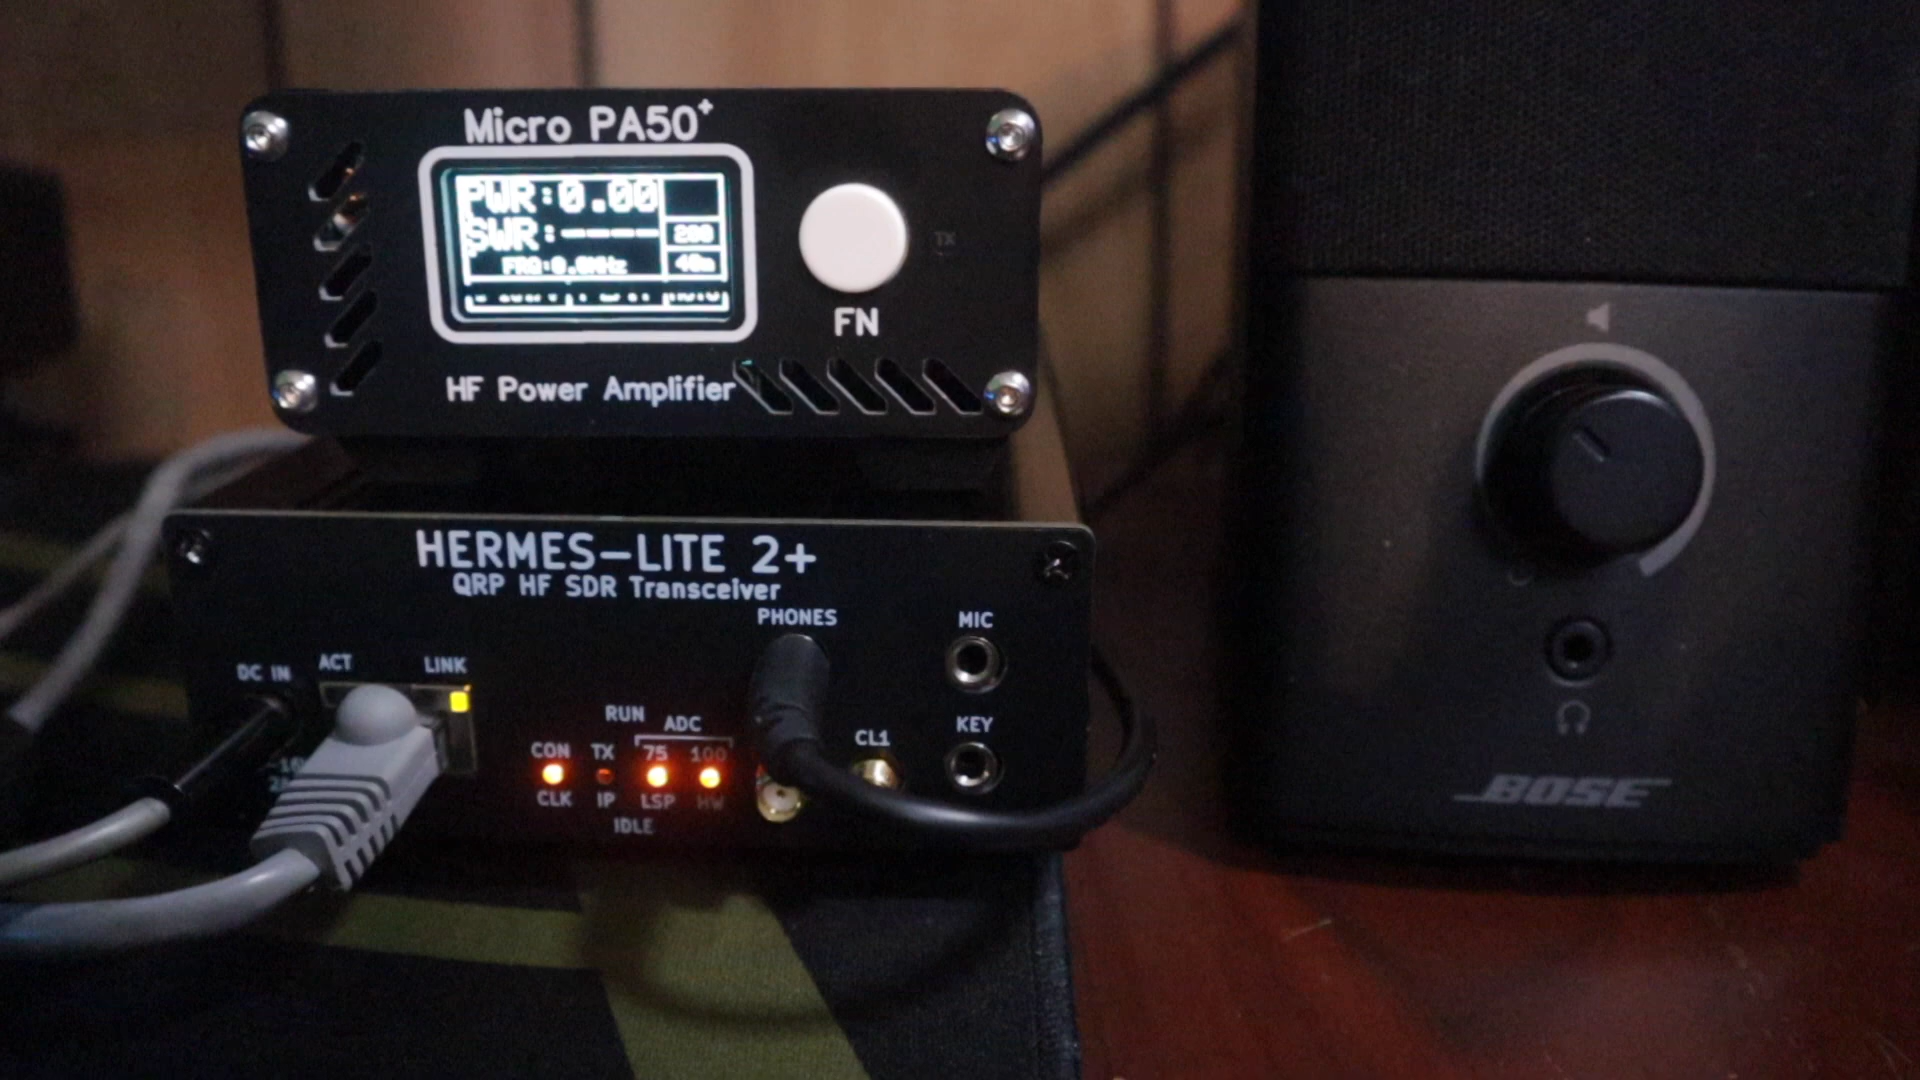 Micro PA50+
PWR:0.00
SWR:----
200
FRQ:0.0MHz
40m
TX
FN
HF Power Amplifier
HERMES-LITE 2+
QRP HF SDR Transceiver
PHONES
MIC
DC IN
ACT
LINK
RUN
ADC
KEY
CON
TX
75
100
CL1
CLK
IP
LSP
HW
IDLE
BOSE